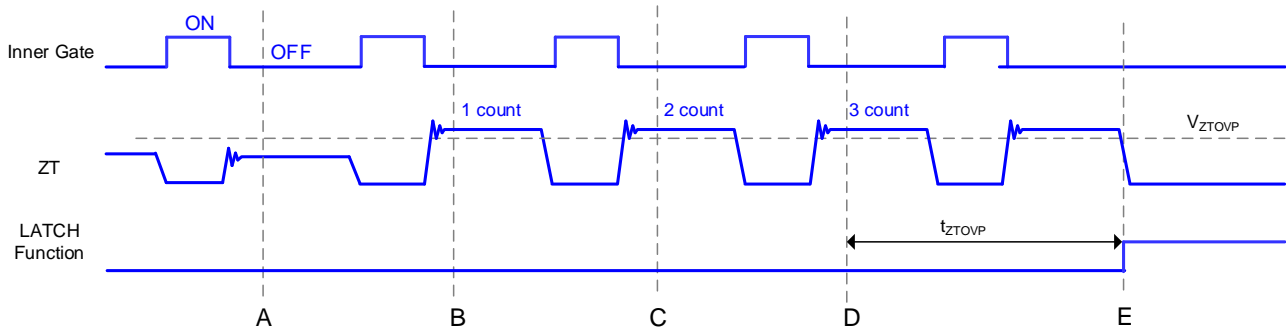 ON
Inner Gate
OFF
1 count
2 count
3 count
VZTOVP
ZT
LATCH
Function
tZTOVP
A
B
C
D
E